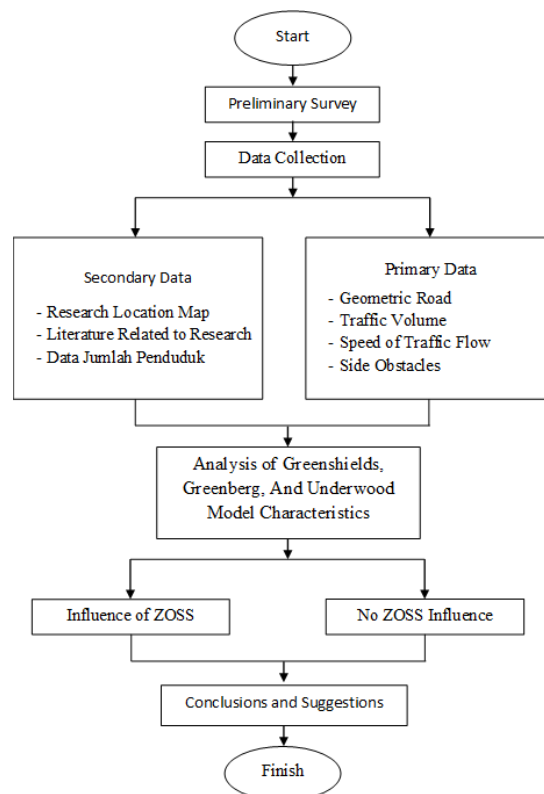 Start
Preliminary Survey
Data Collection
Secondary Data
- Research Location Map
- Literature Related to Research
- Data Jumlah Penduduk
Primary Data
- Geometric Road
- Traffic Volume
- Speed of Traffic Flow
- Side Obstacles
Analysis of Greenshields,
Greenberg, And Underwood
Model Characteristics
Influence of ZOSS
No ZOSS Influence
Conclusions and Suggestions
Finish